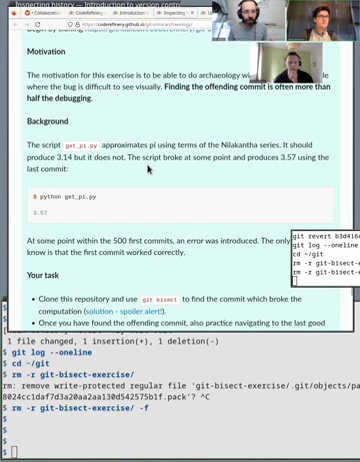 Inspecting history — Introduction to version contro
https://coderefinery.github.io/git-intro/archaeology/
Motivation
The motivation for this exercise is to be able to do archaeology wi
where the bug is difficult to see visually. Finding the offending commit is often more than
half the debugging.
Background
The script get_pi.py approximates pi using terms of the Nilakantha series. It should
produce 3.14 but it does not. The script broke at some point and produces 3.57 using the
last commit:
$ python get_pi.py
3.57
At some point within the 500 first commits, an error was introduced. The only
know is that the first commit worked correctly.
Your task
• Clone this repository and use git bisect to find the commit which broke the
computation (solution - spoiler alert!).
• Once you have found the offending commit, also practice navigating to the last good
git revert b3d416c
git log --oneline
cd ~/git
rm -r git-bisect-e
rm -r git-bisect-e
1 file changed, 1 insertion(+), 1 deletion(-)
$ git log --oneline
$ cd ~/git
$ rm -r git-bisect-exercise/
rm: remove write-protected regular file 'git-bisect-exercise/.git/objects/pa
8024cc1daf7d3a20aa2aa130d542575b1f.pack'? ^C
$ rm -r git-bisect-exercise/ -f
$
$
$
$